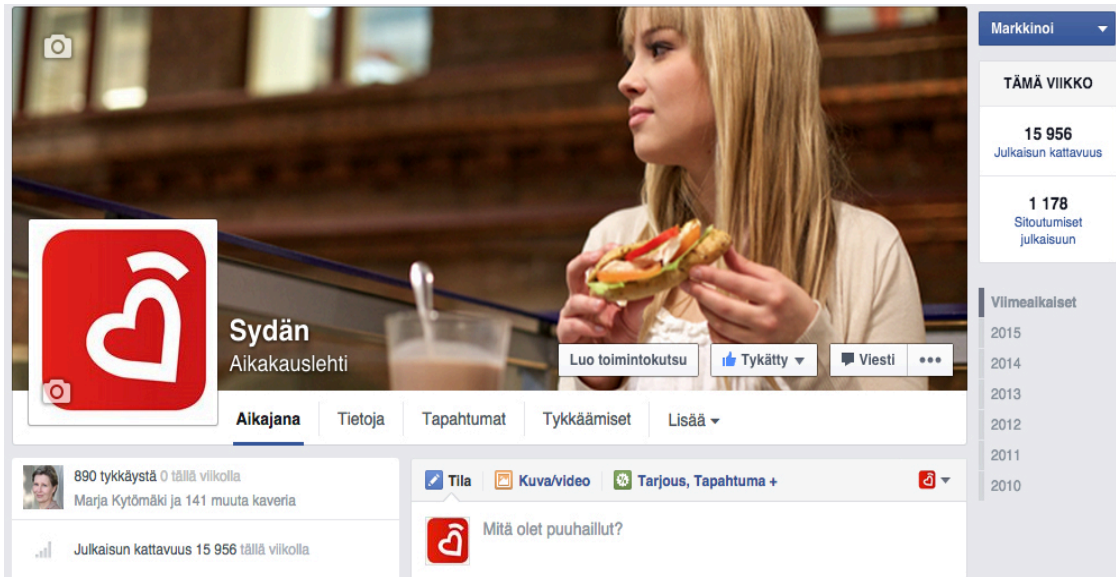 Markkinoi
TÄMÄ VIIKKO
15 956
Julkaisun kattavuus
1 178
Sitoutumiset
julkaisuun
Viimeaikaiset
2015
2014
2013
2012
2011
2010
Sydän
Aikakauslehti
Luo toimintokutsu
Tykätty
Viesti
Aikajana Tietoja Tapahtumat Tykkäämiset Lisää
890 tykkäystä 0 tällä viikolla
Marja Kytömäki ja 141 muuta kaveria
Julkaisun kattavuus 15 956 tällä viikolla
Tila Kuva/video Tarjous, Tapahtuma +
Mitä olet puuhaillut?